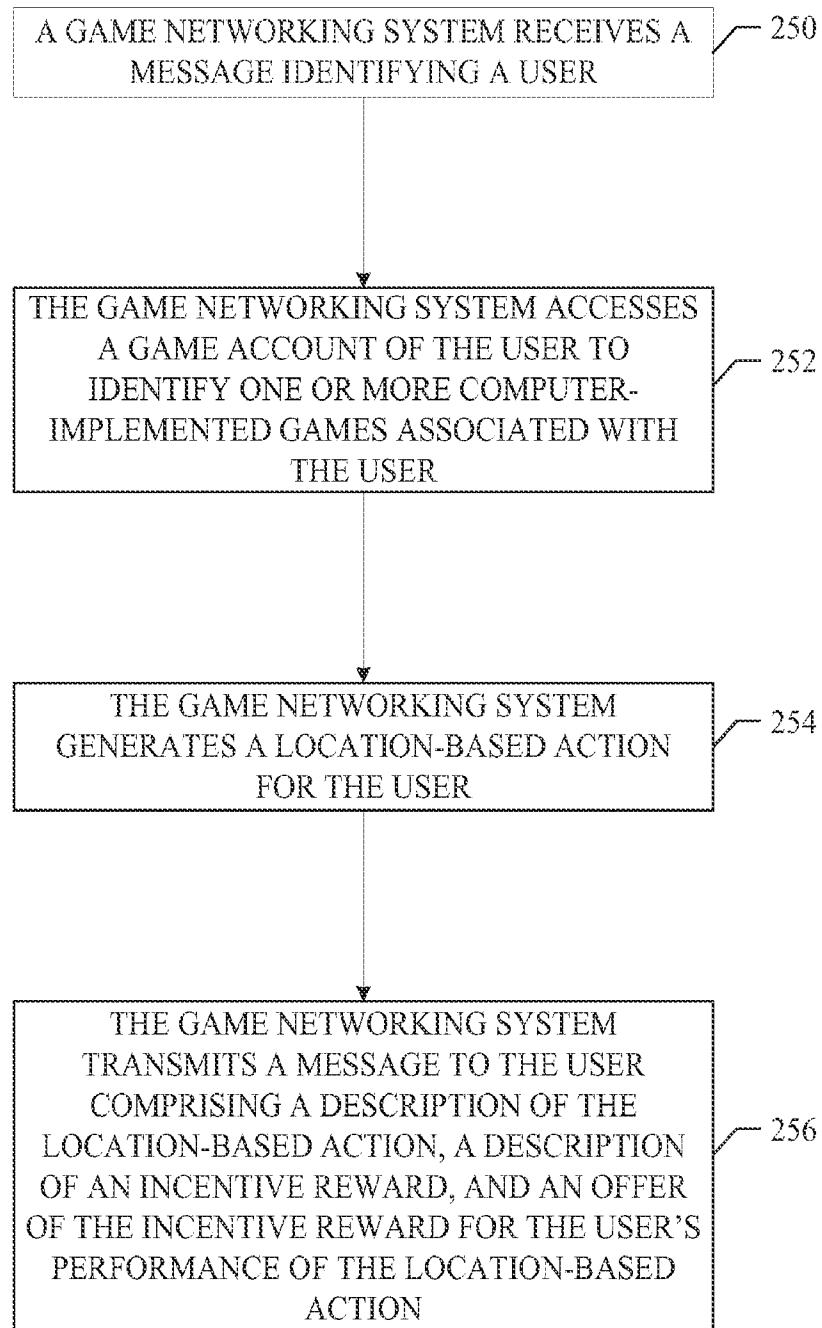 A GAME NETWORKING SYSTEM RECEIVES A
MESSAGE IDENTIFYING A USER
250
THE GAME NETWORKING SYSTEM ACCESSES
A GAME ACCOUNT OF THE USER TO
IDENTIFY ONE OR MORE COMPUTER-
IMPLEMENTED GAMES ASSOCIATED WITH
THE USER
252
THE GAME NETWORKING SYSTEM
GENERATES A LOCATION-BASED ACTION
FOR THE USER
254
THE GAME NETWORKING SYSTEM
TRANSMITS A MESSAGE TO THE USER
COMPRISING A DESCRIPTION OF THE
LOCATION-BASED ACTION, A DESCRIPTION
OF AN INCENTIVE REWARD, AND AN OFFER
OF THE INCENTIVE REWARD FOR THE USER'S
PERFORMANCE OF THE LOCATION-BASED
ACTION
256